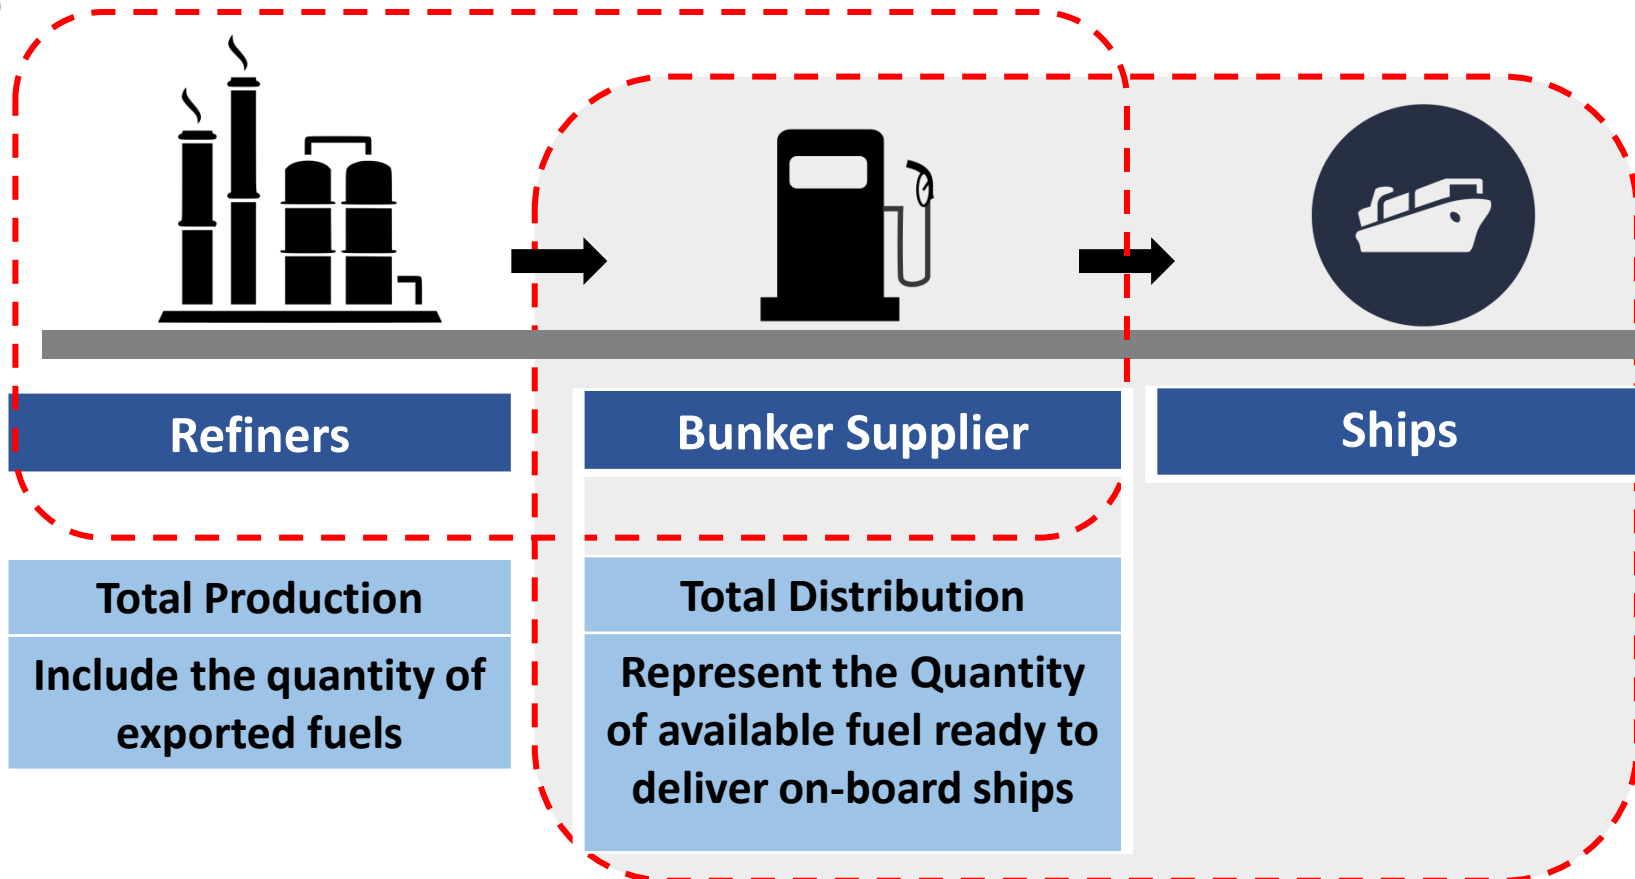 Refiners
Bunker Supplier
Ships
Total Production
Include the quantity of
exported fuels
Total Distribution
Represent the Quantity
of available fuel ready to
deliver on-board ships